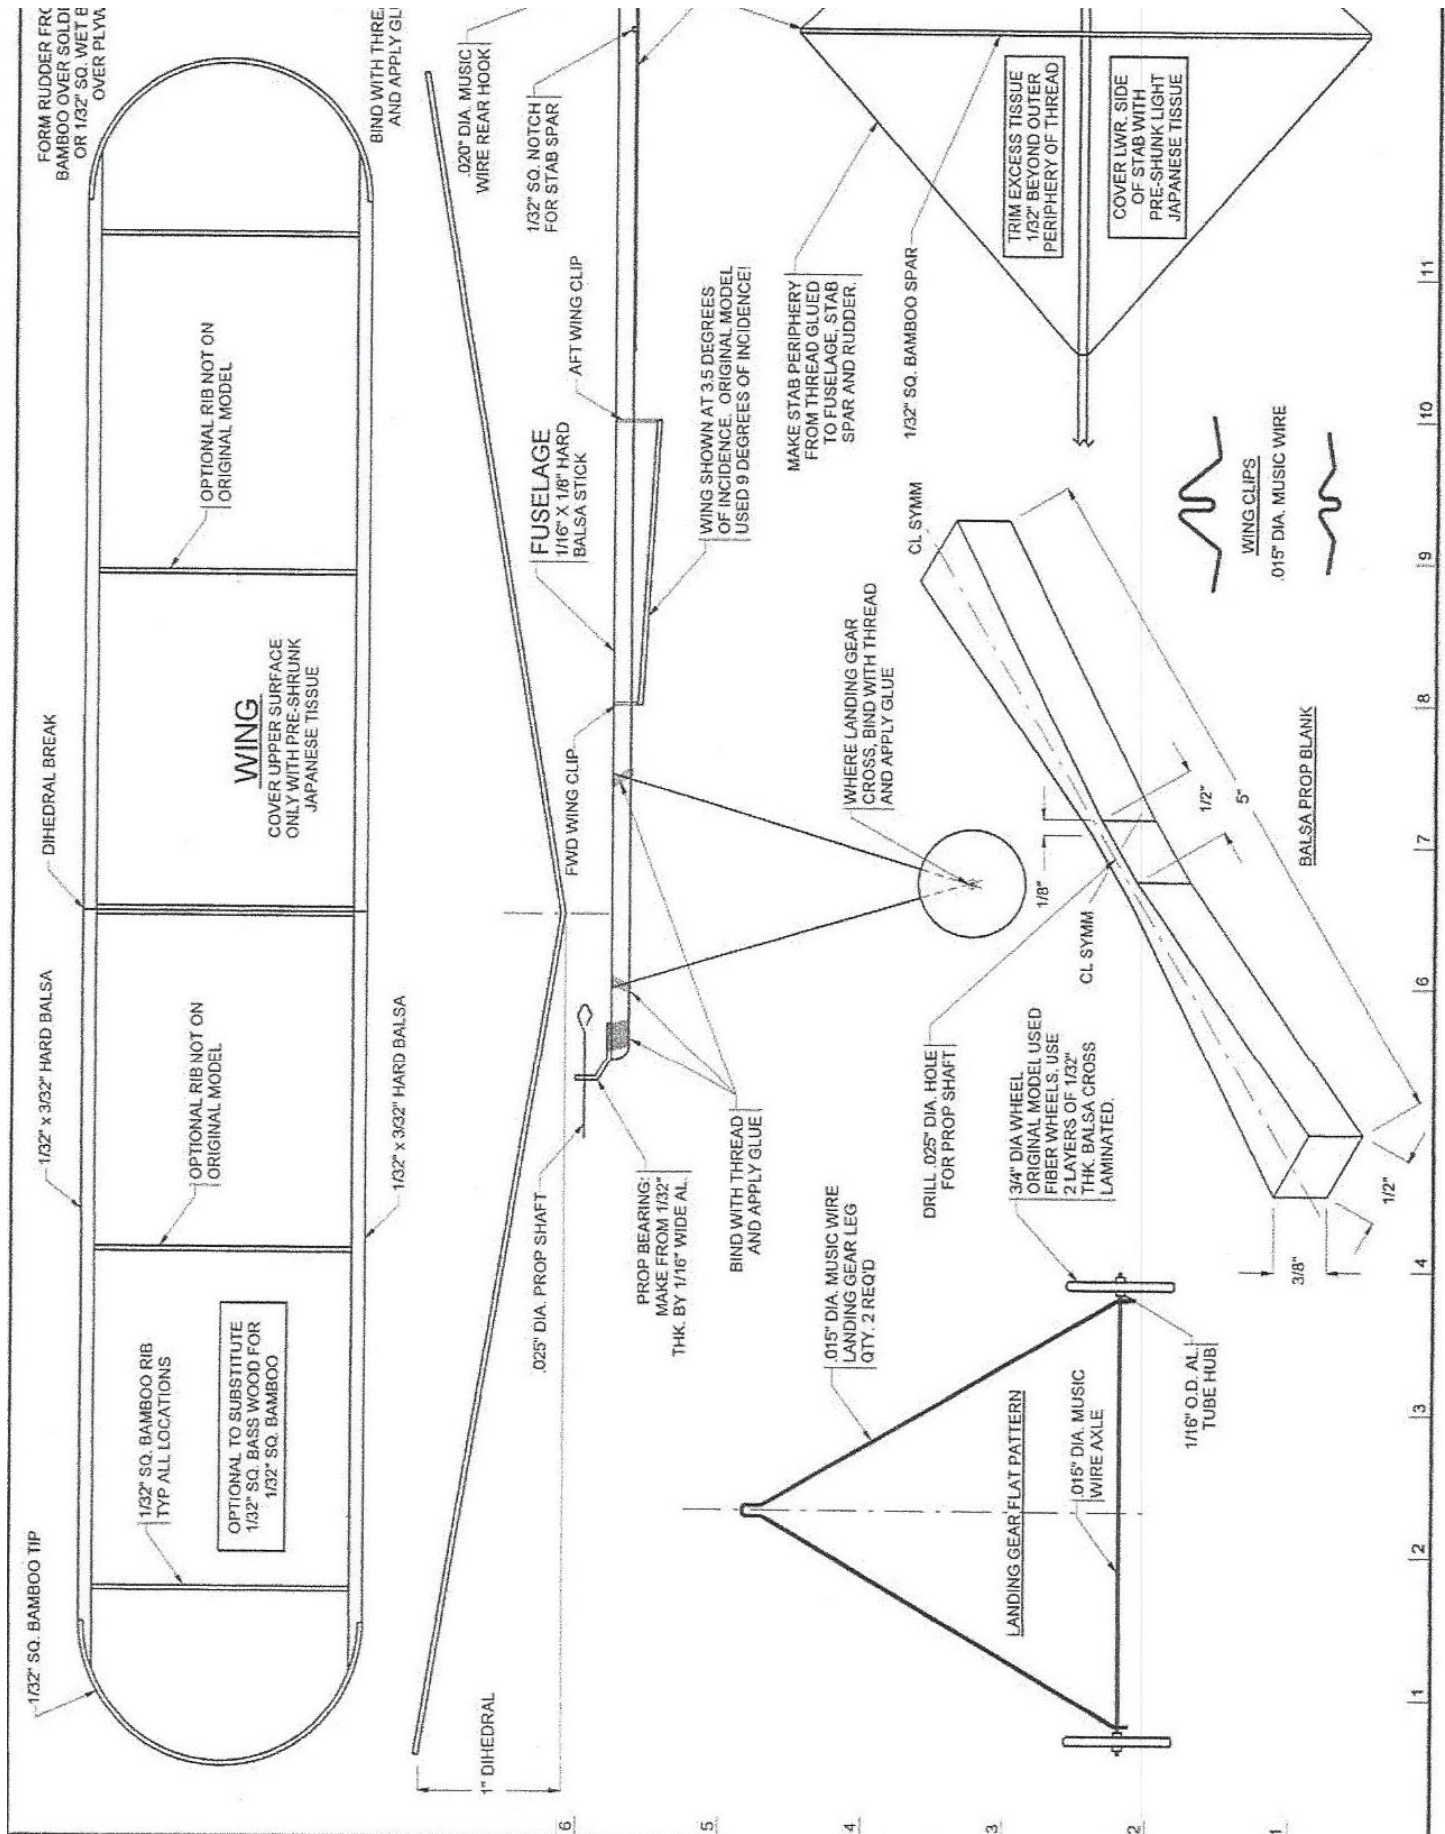 FORM RUDDER FRO
BAMBOO OVER SOLD
OR 1/32" SQ. WET B
OVER PLYW
BIND WITH THREA
AND APPLY GLU
1/32" SQ. BAMBOO TIP
1/32" x 3/32" HARD BALSA
DIHEDRAL BREAK
1/32" SQ. BAMBOO RIB
TYP ALL LOCATIONS
OPTIONAL TO SUBSTITUTE
1/32" SQ. BASS WOOD FOR
1/32" SQ. BAMBOO
OPTIONAL RIB NOT ON
ORIGINAL MODEL
WING
COVER UPPER SURFACE
ONLY WITH PRE-SHRUNK
JAPANESE TISSUE
OPTIONAL RIB NOT ON
ORIGINAL MODEL
1/32" x 3/32" HARD BALSA
1" DIHEDRAL
.020" DIA. MUSIC
WIRE REAR HOOK
1/32" SQ. NOTCH
FOR STAB SPAR
.025" DIA. PROP SHAFT
FWD WING CLIP
FUSELAGE
1/16" X 1/8" HARD
BALSA STICK
AFT WING CLIP
PROP BEARING:
MAKE FROM 1/32"
THK. BY 1/16" WIDE AL.
BIND WITH THREAD
AND APPLY GLUE
WING SHOWN AT 3.5 DEGREES
OF INCIDENCE. ORIGINAL MODEL
USED 9 DEGREES OF INCIDENCE!
MAKE STAB PERIPHERY
FROM THREAD GLUED
TO FUSELAGE, STAB
SPAR AND RUDDER.
1/32" SQ. BAMBOO SPAR
TRIM EXCESS TISSUE
1/32" BEYOND OUTER
PERIPHERY OF THREAD
COVER LWR. SIDE
OF STAB WITH
PRE-SHUNK LIGHT
JAPANESE TISSUE
WHERE LANDING GEAR
CROSS, BIND WITH THREAD
AND APPLY GLUE
.015" DIA. MUSIC WIRE
LANDING GEAR LEG
QTY. 2 REQ'D
LANDING GEAR FLAT PATTERN
.015" DIA. MUSIC
WIRE AXLE
1/16" O.D. AL.
TUBE HUB
3/4" DIA WHEEL
ORIGINAL MODEL USED
FIBER WHEELS. USE
2 LAYERS OF 1/32"
THK. BALSA CROSS
LAMINATED.
DRILL .025" DIA. HOLE
FOR PROP SHAFT
CL SYMM
1/8"
CL SYMM
1/2"
5"
3/8"
1/2"
BALSA PROP BLANK
WING CLIPS
.015" DIA. MUSIC WIRE
6
5
4
3
2
1
1
2
3
4
6
7
8
9
10
11